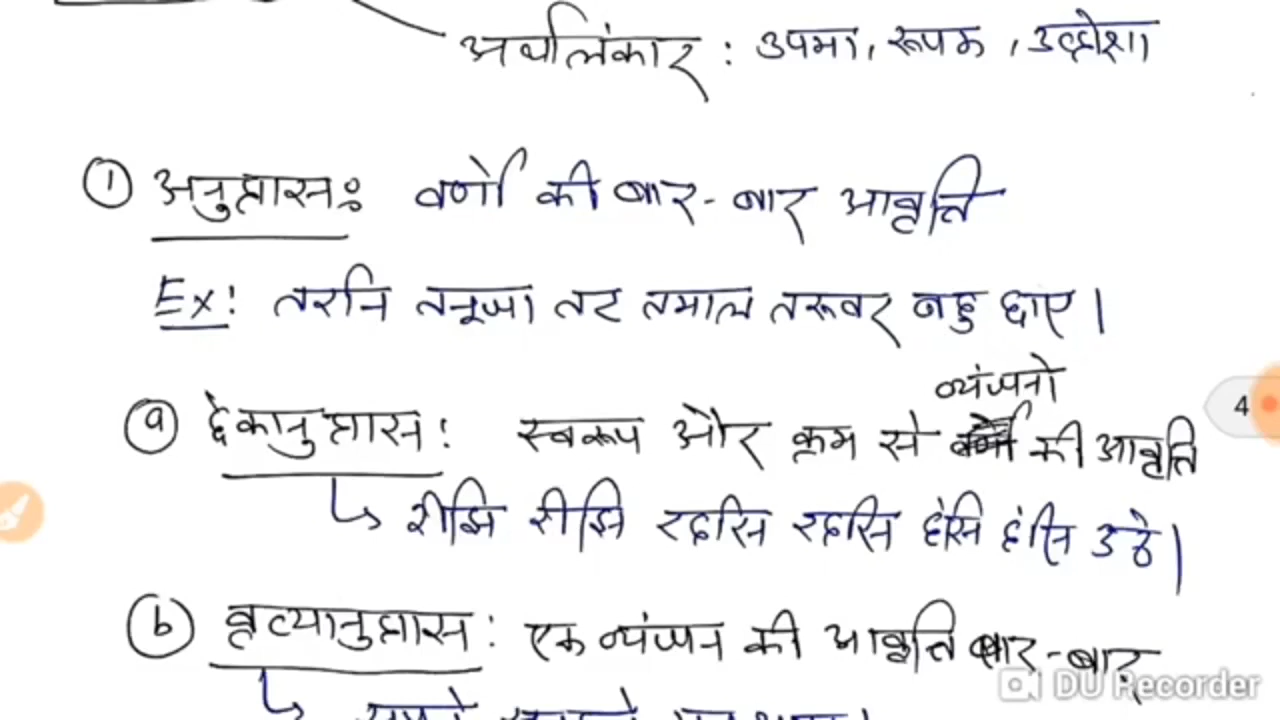 अर्थालंकार : उपमा, रूपक, उत्प्रेक्षा
① अनुप्रास: वर्णो की बार-बार आवृत्ति
Ex: तरनि तनूजा तट तमाल तरूवर बहु छाए।
व्यंजनो
ⓐ छेकानुप्रास: स्वरूप और क्रम से की आवृत्ति
↳ रीझि रीझि रहसि रहसि हंसि हंसि उठे।
ⓑ वृत्यानुप्रास: एक व्यंजन की आवृत्ति बार-बार
4
DU Recorder